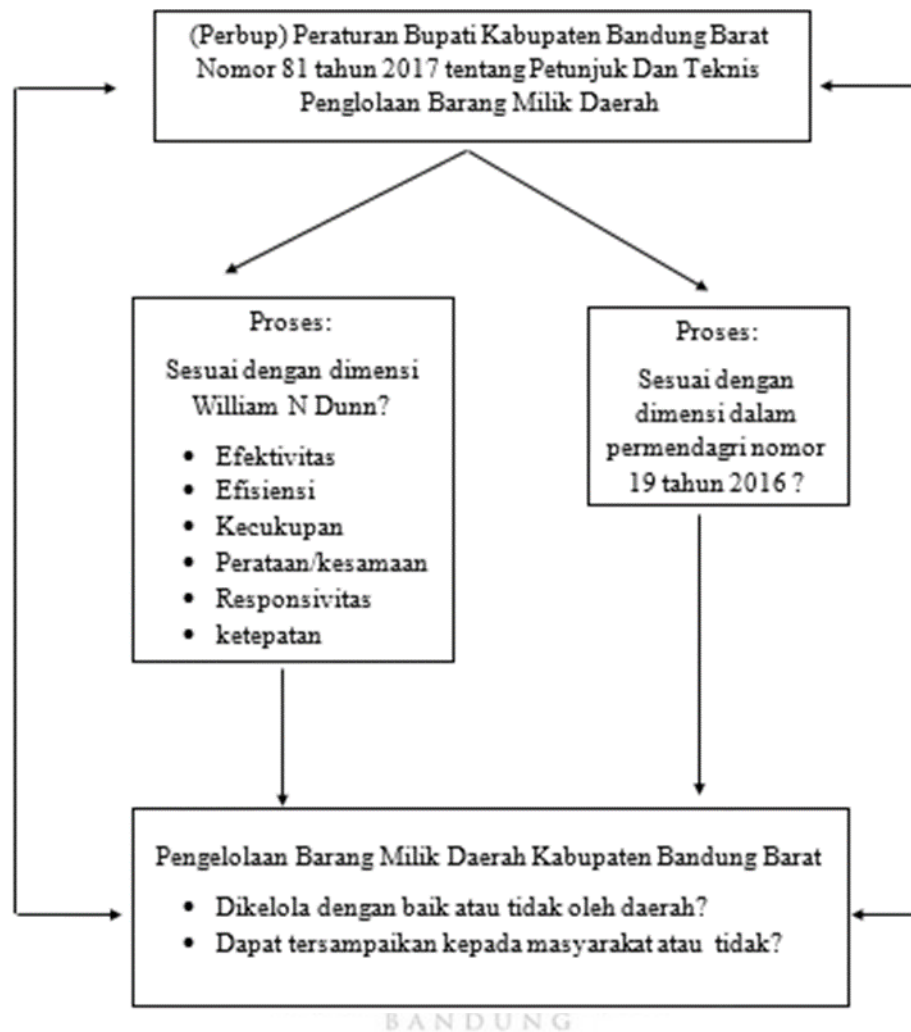 (Perbup) Peraturan Bupati Kabupaten Bandung Barat
Nomor 81 tahun 2017 tentang Petunjuk Dan Teknis
Penglolaan Barang Milik Daerah
Proses:
Sesuai dengan dimensi
William N Dunn?
• Efektivitas
• Efisiensi
• Kecukupan
• Perataan/kesamaan
• Responsivitas
• ketepatan
Proses:
Sesuai dengan
dimensi dalam
permendagri nomor
19 tahun 2016 ?
Pengelolaan Barang Milik Daerah Kabupaten Bandung Barat
• Dikelola dengan baik atau tidak oleh daerah?
• Dapat tersampaikan kepada masyarakat atau tidak?
BANDUNG